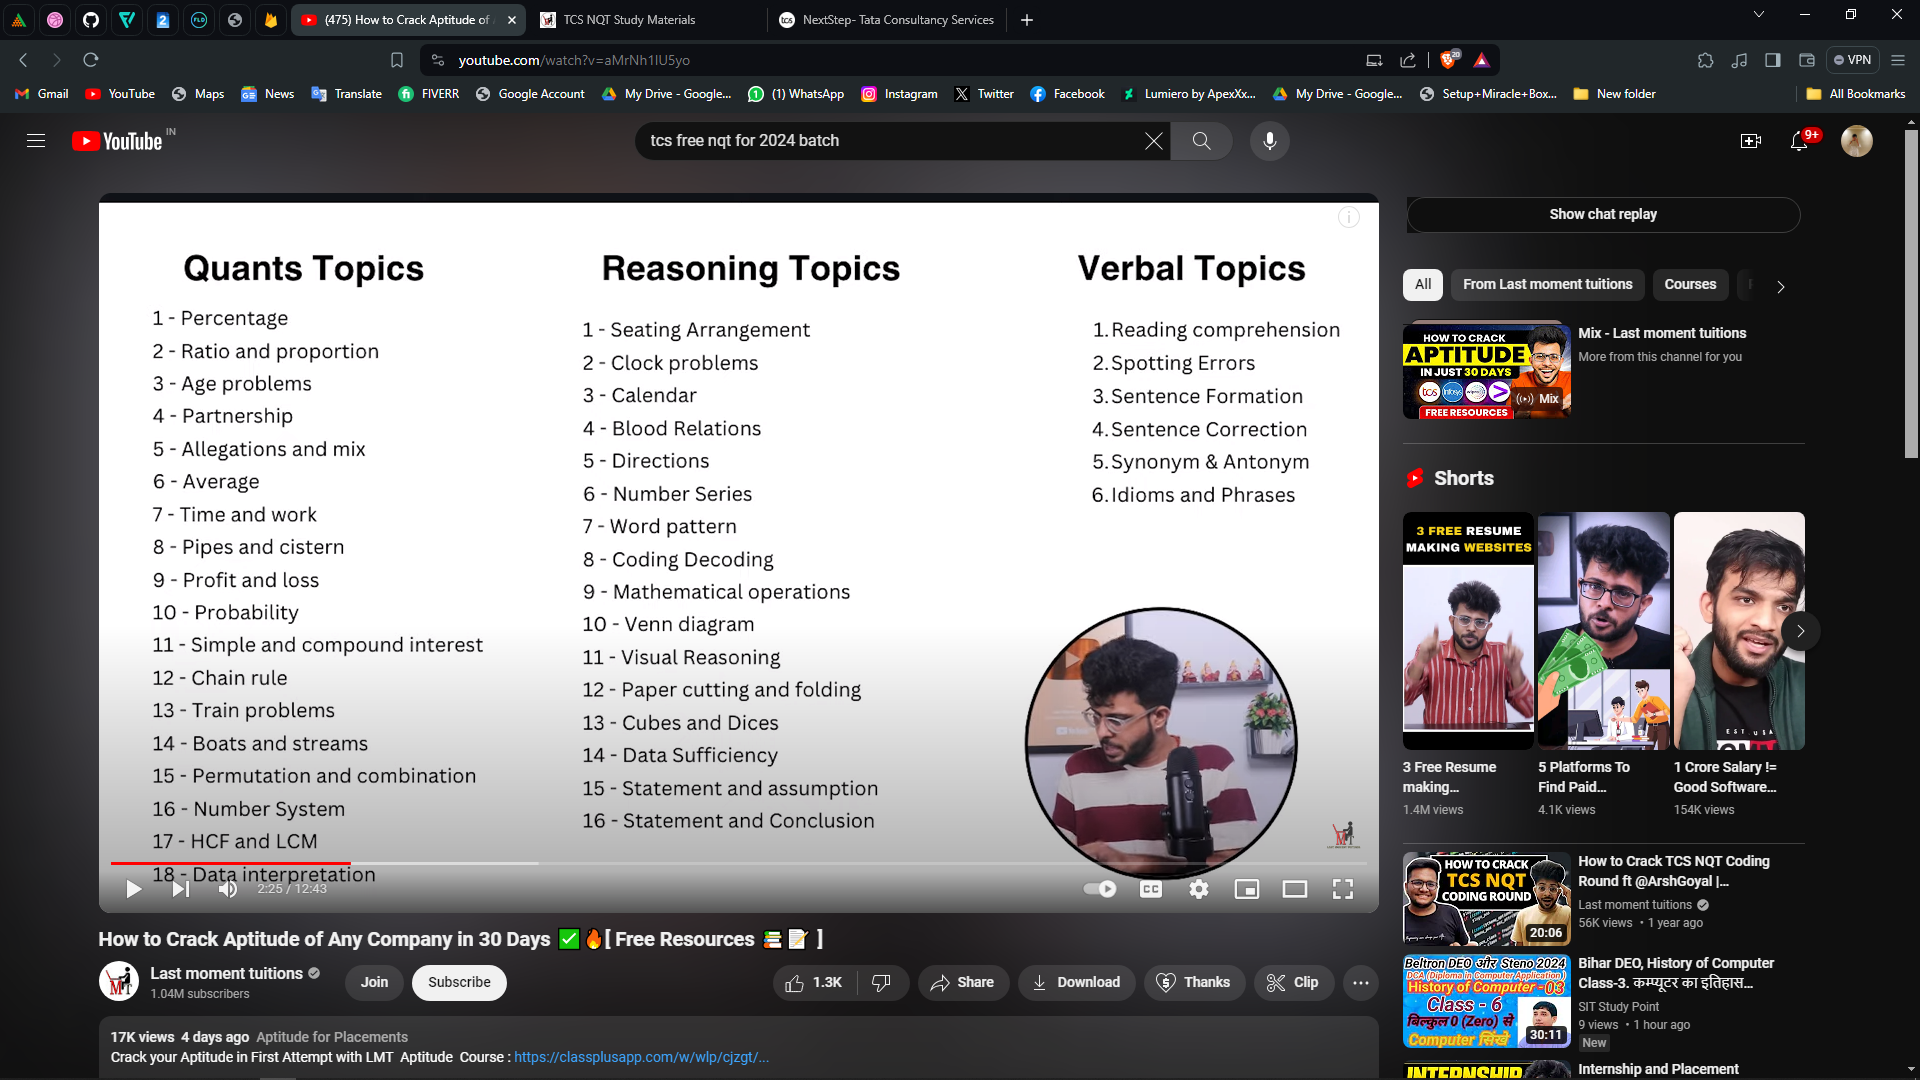 (475) How to Crack Aptitude of
TCS NQT Study Materials
NextStep- Tata Consultancy Services
youtube.com/watch?v=aMrNh1IU5yo
20
VPN
Gmail
YouTube
Maps
News
Translate
FIVERR
Google Account
My Drive - Google...
(1) WhatsApp
Instagram
Twitter
Facebook
Lumiero by ApexXx...
My Drive - Google...
Setup+Miracle+Box...
New folder
All Bookmarks
YouTube IN
tcs free nqt for 2024 batch
9+
Quants Topics
1 - Percentage
2 - Ratio and proportion
3 - Age problems
4 - Partnership
5 - Allegations and mix
6 - Average
7 - Time and work
8 - Pipes and cistern
9 - Profit and loss
10 - Probability
11 - Simple and compound interest
12 - Chain rule
13 - Train problems
14 - Boats and streams
15 - Permutation and combination
16 - Number System
17 - HCF and LCM
18 - Data interpretation
Reasoning Topics
1 - Seating Arrangement
2 - Clock problems
3 - Calendar
4 - Blood Relations
5 - Directions
6 - Number Series
7 - Word pattern
8 - Coding Decoding
9 - Mathematical operations
10 - Venn diagram
11 - Visual Reasoning
12 - Paper cutting and folding
13 - Cubes and Dices
14 - Data Sufficiency
15 - Statement and assumption
16 - Statement and Conclusion
Verbal Topics
1.Reading comprehension
2.Spotting Errors
3.Sentence Formation
4.Sentence Correction
5.Synonym & Antonym
6.Idioms and Phrases
2:25 / 12:43
CC
How to Crack Aptitude of Any Company in 30 Days ✅🔥[ Free Resources 📚📝 ]
Last moment tuitions
1.04M subscribers
Join
Subscribe
1.3K
Share
Download
Thanks
Clip
17K views 4 days ago Aptitude for Placements
Crack your Aptitude in First Attempt with LMT Aptitude Course : https://classplusapp.com/w/wlp/cjzgt/...
Show chat replay
All
From Last moment tuitions
Courses
HOW TO CRACK
APTITUDE
IN JUST 30 DAYS
tcs Infosys wipro
Mix
FREE RESOURCES
Mix - Last moment tuitions
More from this channel for you
Shorts
3 FREE RESUME
MAKING WEBSITES
3 Free Resume
making...
1.4M views
5 Platforms To
Find Paid...
4.1K views
1 Crore Salary !=
Good Software...
154K views
HOW TO CRACK
TCS NQT
CODING ROUND
20:06
How to Crack TCS NQT Coding
Round ft @ArshGoyal |...
Last moment tuitions
56K views • 1 year ago
Beltron DEO और Steno 2024
DCA (Diploma in Computer Application)
History of Computer - 03
Class - 6
बिल्कुल 0 (Zero) से
Computer सिखें
30:11
Bihar DEO, History of Computer
Class-3. कम्प्यूटर का इतिहास...
SIT Study Point
9 views • 1 hour ago
New
INTERNSHIP
Internship and Placement